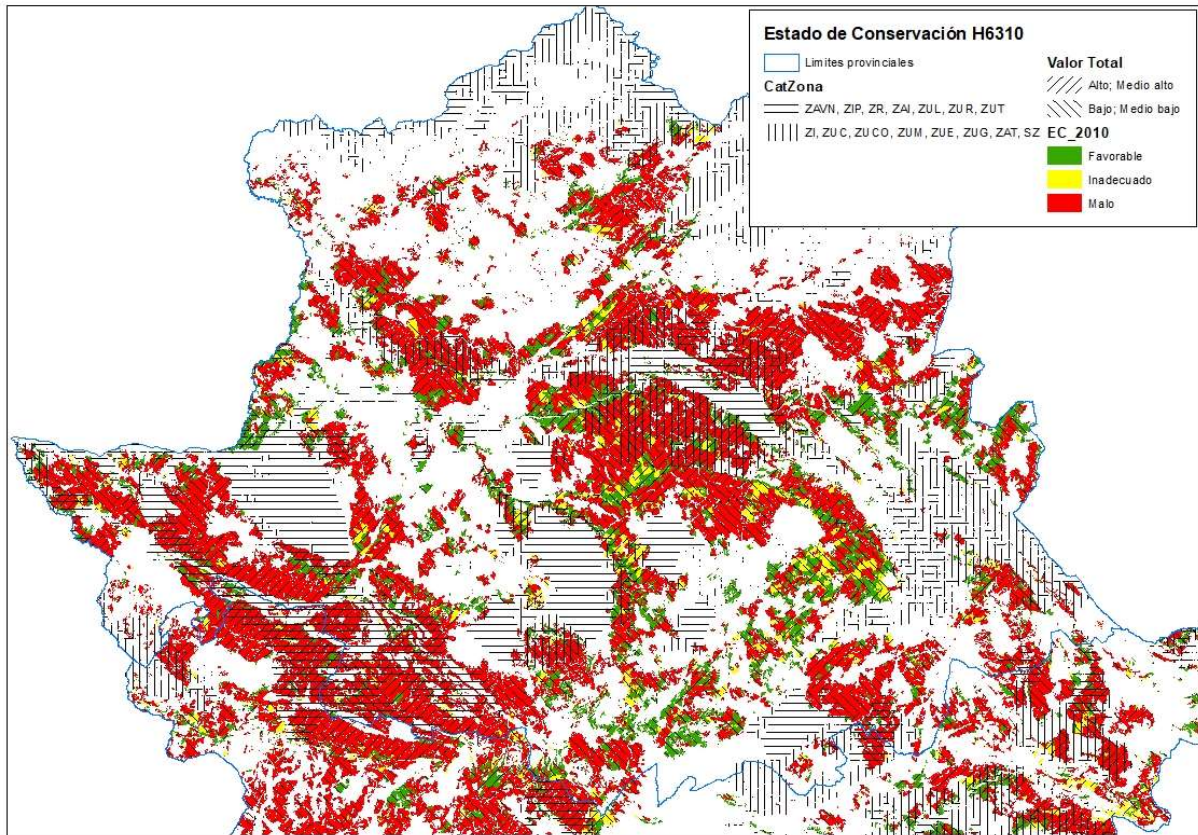 Estado de Conservación H6310
Limites provinciales
CatZona
ZAVN, ZIP, ZR, ZAI, ZUL, ZUR, ZUT
ZI, ZUC, ZUCO, ZUM, ZUE, ZUG, ZAT, SZ
Valor Total
Alto; Medio alto
Bajo; Medio bajo
EC_2010
Favorable
Inadecuado
Malo